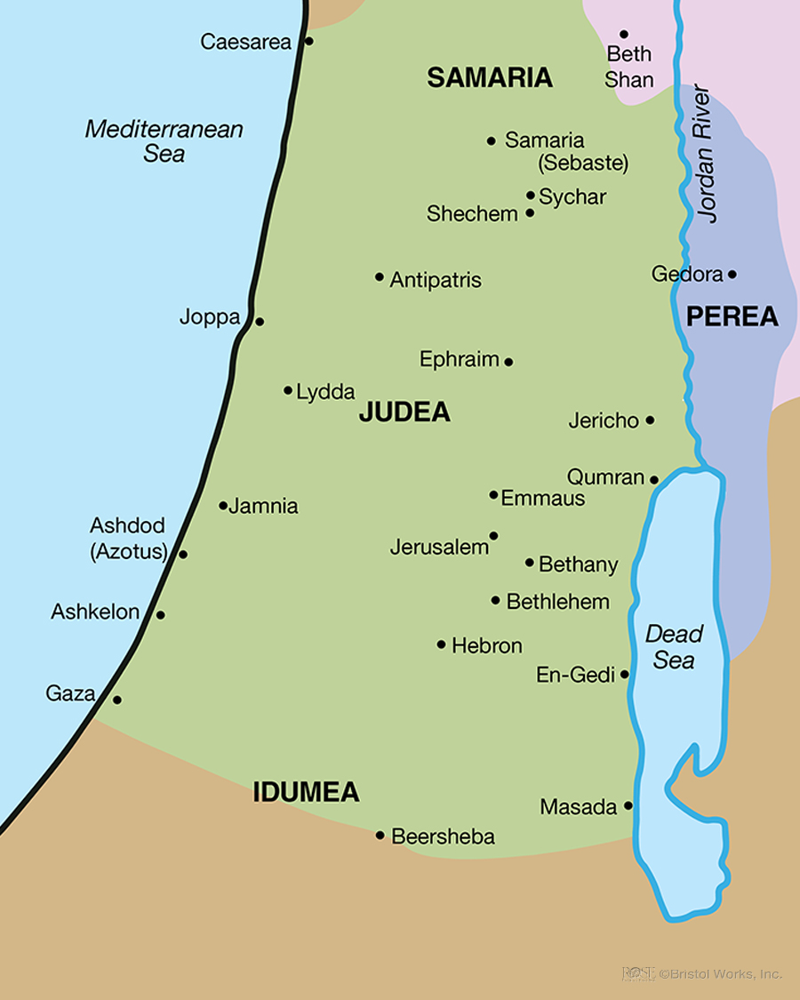 Caesarea
Beth
Shan
SAMARIA
Mediterranean
Sea
Jordan River
Samaria
(Sebaste)
Sychar
Shechem
Gedora
Antipatris
PEREA
Joppa
Ephraim
Lydda
JUDEA
Jericho
Qumran
Emmaus
Jamnia
Ashdod
(Azotus)
Jerusalem
Bethany
Bethlehem
Ashkelon
Dead
Sea
Hebron
En-Gedi
Gaza
IDUMEA
Masada
Beersheba
ROSE ©Bristol Works, Inc.